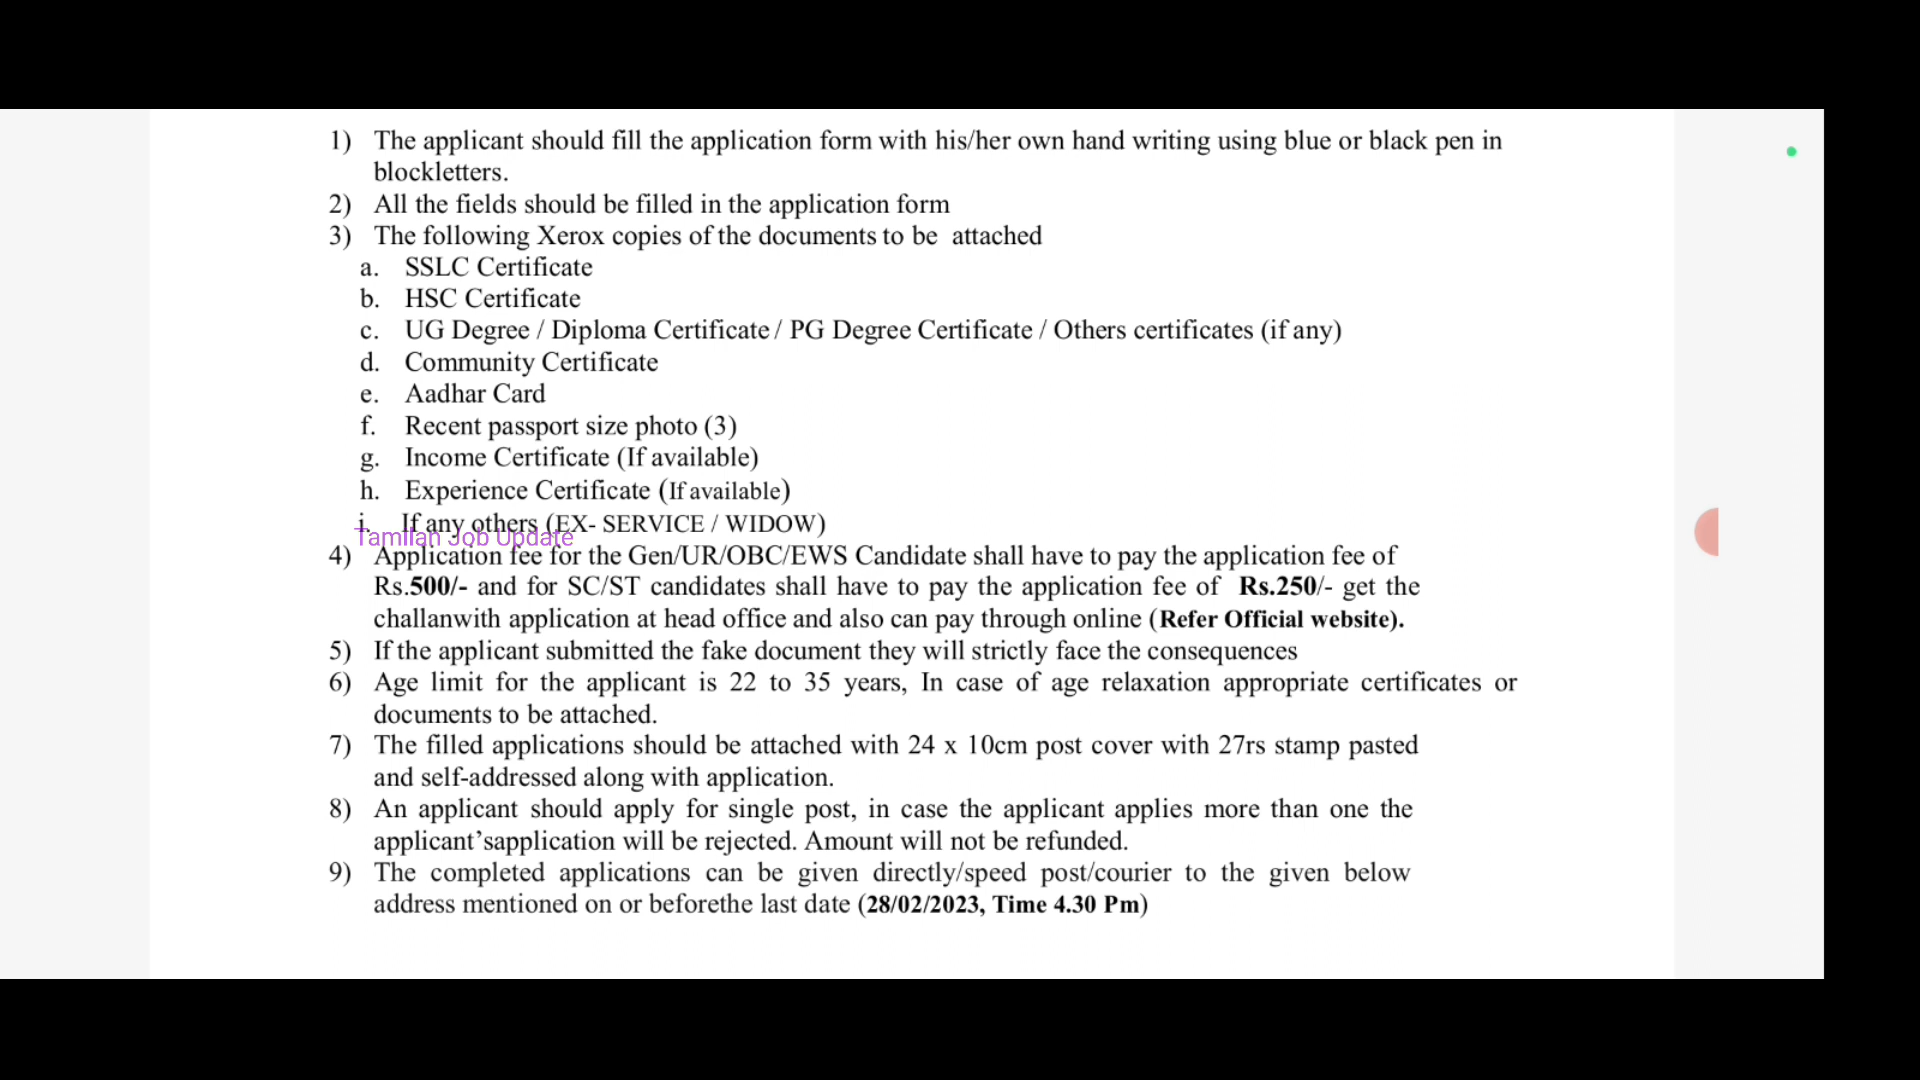 1) The applicant should fill the application form with his/her own hand writing using blue or black pen in
blockletters.
2) All the fields should be filled in the application form
3) The following Xerox copies of the documents to be attached
a. SSLC Certificate
b. HSC Certificate
c. UG Degree / Diploma Certificate / PG Degree Certificate / Others certificates (if any)
d. Community Certificate
e. Aadhar Card
f. Recent passport size photo (3)
g. Income Certificate (If available)
h. Experience Certificate (If available)
i. If any others (EX- SERVICE / WIDOW)
Tamilan Job Update
4) Application fee for the Gen/UR/OBC/EWS Candidate shall have to pay the application fee of
Rs.500/- and for SC/ST candidates shall have to pay the application fee of Rs.250/- get the
challanwith application at head office and also can pay through online (Refer Official website).
5) If the applicant submitted the fake document they will strictly face the consequences
6) Age limit for the applicant is 22 to 35 years, In case of age relaxation appropriate certificates or
documents to be attached.
7) The filled applications should be attached with 24 x 10cm post cover with 27rs stamp pasted
and self-addressed along with application.
8) An applicant should apply for single post, in case the applicant applies more than one the
applicant’sapplication will be rejected. Amount will not be refunded.
9) The completed applications can be given directly/speed post/courier to the given below
address mentioned on or beforethe last date (28/02/2023, Time 4.30 Pm)